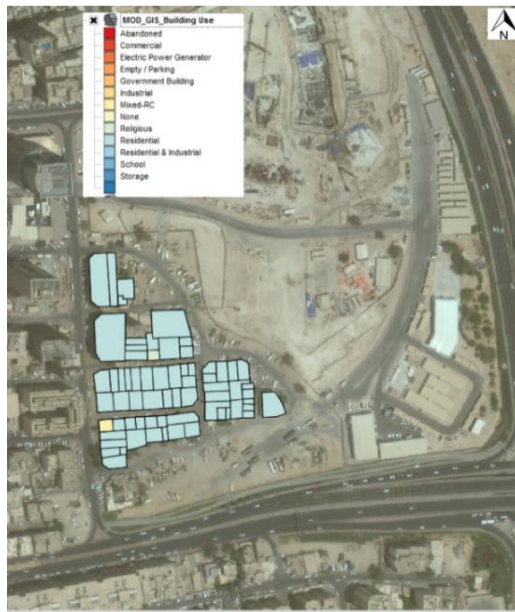 MOD_GIS_Building Use
Abandoned
Commercial
Electric Power Generator
Empty / Parking
Government Building
Industrial
Mixed-RC
None
Religious
Residential
Residential & Industrial
School
Storage
N